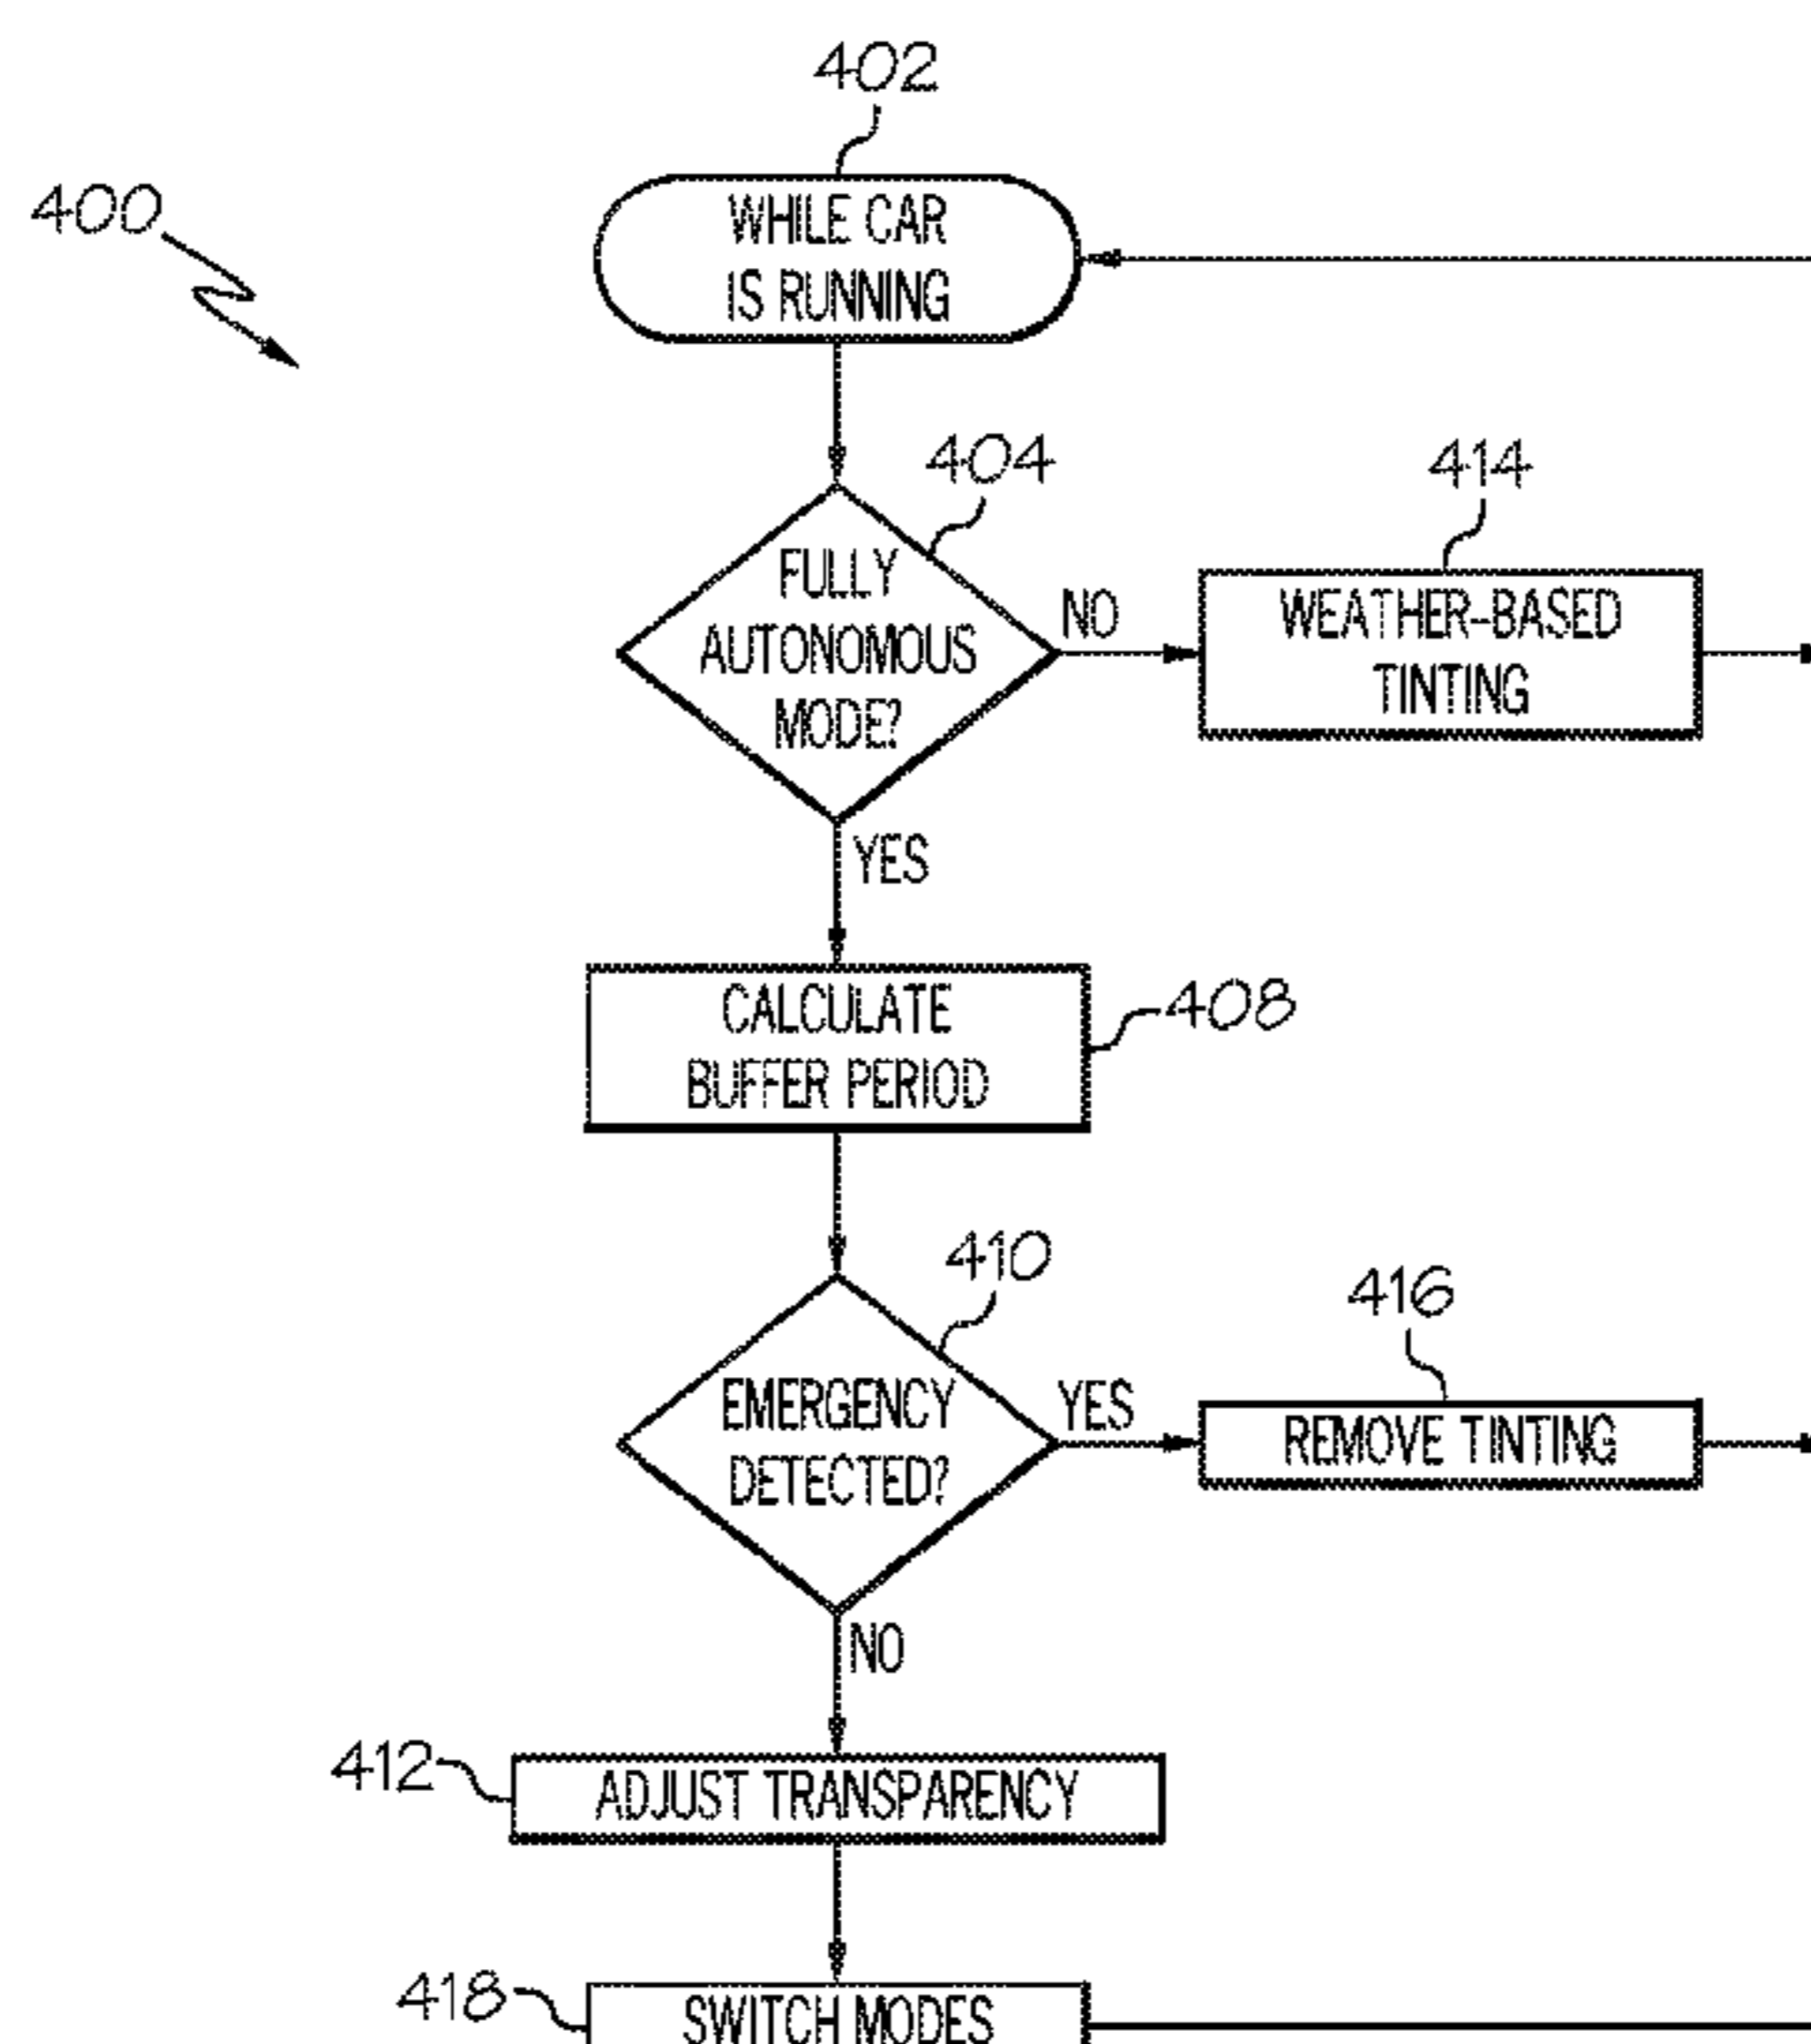 402
400
WHILE CAR
IS RUNNING
404
414
FULLY
AUTONOMOUS
MODE?
NO
WEATHER-BASED
TINTING
YES
CALCULATE
BUFFER PERIOD
408
410
416
EMERGENCY
DETECTED?
YES
REMOVE TINTING
NO
412
ADJUST TRANSPARENCY
418
SWITCH MODES